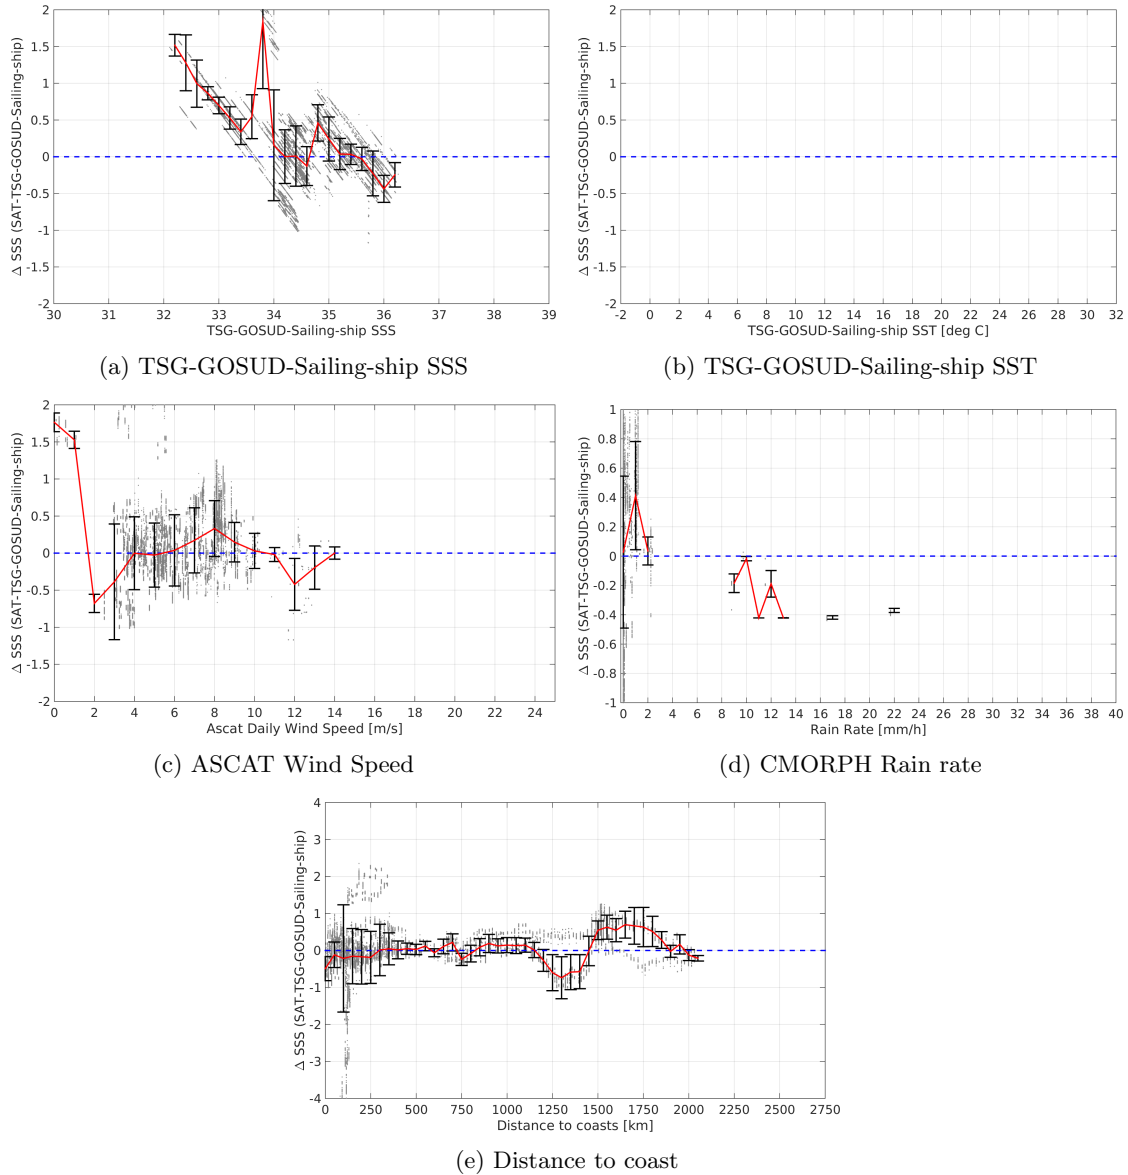 2
1.5
1
0.5
0
-0.5
-1
-1.5
-2
30 31 32 33 34 35 36 37 38 39
Δ SSS (SAT-TSG-GOSUD-Sailing-ship)
TSG-GOSUD-Sailing-ship SSS
(a) TSG-GOSUD-Sailing-ship SSS
2
1.5
1
0.5
0
-0.5
-1
-1.5
-2
-2 0 2 4 6 8 10 12 14 16 18 20 22 24 26 28 30 32
Δ SSS (SAT-TSG-GOSUD-Sailing-ship)
TSG-GOSUD-Sailing-ship SST [deg C]
(b) TSG-GOSUD-Sailing-ship SST
2
1.5
1
0.5
0
-0.5
-1
-1.5
-2
0 2 4 6 8 10 12 14 16 18 20 22 24
Δ SSS (SAT-TSG-GOSUD-Sailing-ship)
Ascat Daily Wind Speed [m/s]
(c) ASCAT Wind Speed
1
0.8
0.6
0.4
0.2
0
-0.2
-0.4
-0.6
-0.8
-1
0 2 4 6 8 10 12 14 16 18 20 22 24 26 28 30 32 34 36 38 40
Δ SSS (SAT-TSG-GOSUD-Sailing-ship)
Rain Rate [mm/h]
(d) CMORPH Rain rate
4
3
2
1
0
-1
-2
-3
-4
0 250 500 750 1000 1250 1500 1750 2000 2250 2500 2750
Δ SSS (SAT-TSG-GOSUD-Sailing-ship)
Distance to coasts [km]
(e) Distance to coast